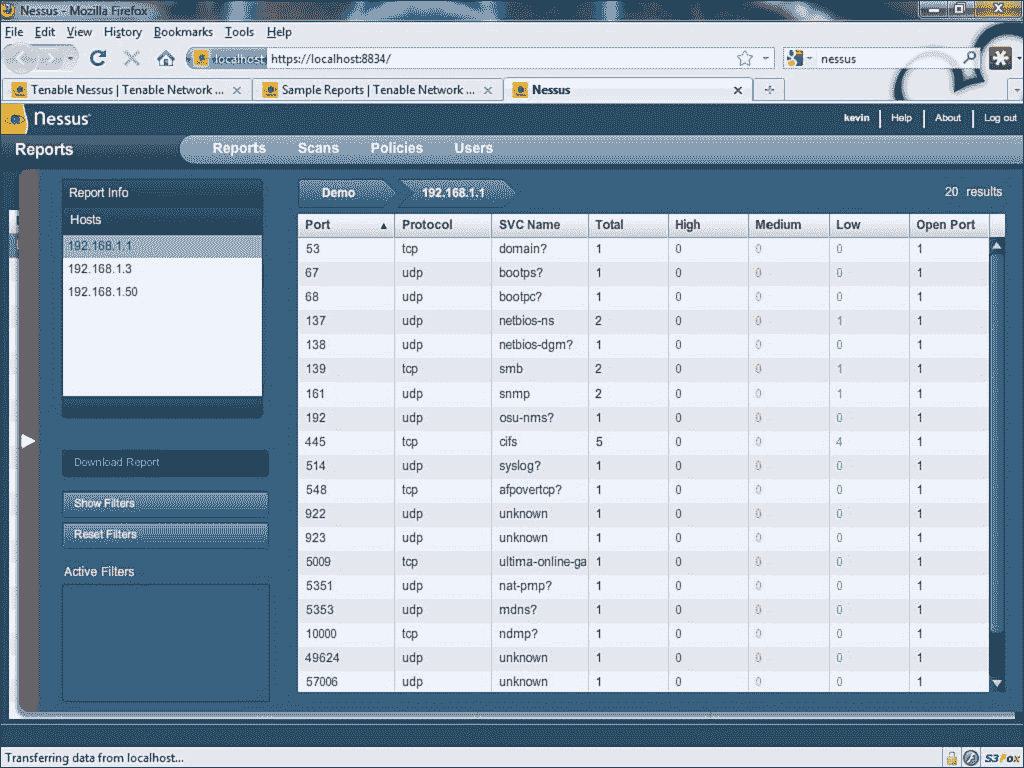 Nessus - Mozilla Firefox
File Edit View History Bookmarks Tools Help
localhost https://localhost:8834/ nessus
Tenable Nessus | Tenable Network ... Sample Reports | Tenable Network ... Nessus
Nessus kevin Help About Log out
Reports Reports Scans Policies Users
Report Info
Hosts
192.168.1.1
192.168.1.3
192.168.1.50
Download Report
Show Filters
Reset Filters
Active Filters
Demo 192.168.1.1 20 results
Port Protocol SVC Name Total High Medium Low Open Port
53 tcp domain? 1 0 0 0 1
67 udp bootps? 1 0 0 0 1
68 udp bootpc? 1 0 0 0 1
137 udp netbios-ns 2 0 0 1 1
138 udp netbios-dgm? 1 0 0 0 1
139 tcp smb 2 0 0 1 1
161 udp snmp 2 0 0 1 1
192 udp osu-nms? 1 0 0 0 1
445 tcp cifs 5 0 0 4 1
514 udp syslog? 1 0 0 0 1
548 tcp afpovertcp? 1 0 0 0 1
922 udp unknown 1 0 0 0 1
923 udp unknown 1 0 0 0 1
5009 tcp ultima-online-ga 1 0 0 0 1
5351 udp nat-pmp? 1 0 0 0 1
5353 udp mdns? 1 0 0 0 1
10000 tcp ndmp? 1 0 0 0 1
49624 udp unknown 1 0 0 0 1
57006 udp unknown 1 0 0 0 1
Transferring data from localhost... S3Fox